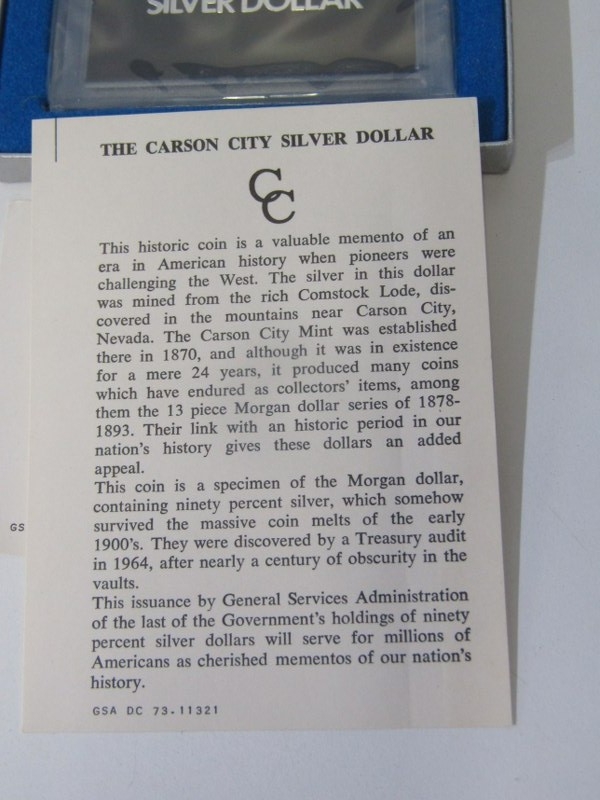 SILVER DOLLAR
THE CARSON CITY SILVER DOLLAR
CC
This historic coin is a valuable memento of an
era in American history when pioneers were
challenging the West. The silver in this dollar
was mined from the rich Comstock Lode, dis-
covered in the mountains near Carson City,
Nevada. The Carson City Mint was established
there in 1870, and although it was in existence
for a mere 24 years, it produced many coins
which have endured as collectors' items, among
them the 13 piece Morgan dollar series of 1878-
1893. Their link with an historic period in our
nation's history gives these dollars an added
appeal.
This coin is a specimen of the Morgan dollar,
containing ninety percent silver, which somehow
survived the massive coin melts of the early
1900's. They were discovered by a Treasury audit
in 1964, after nearly a century of obscurity in the
vaults.
This issuance by General Services Administration
of the last of the Government's holdings of ninety
percent silver dollars will serve for millions of
Americans as cherished mementos of our nation's
history.
GSA DC 73-11321
GS